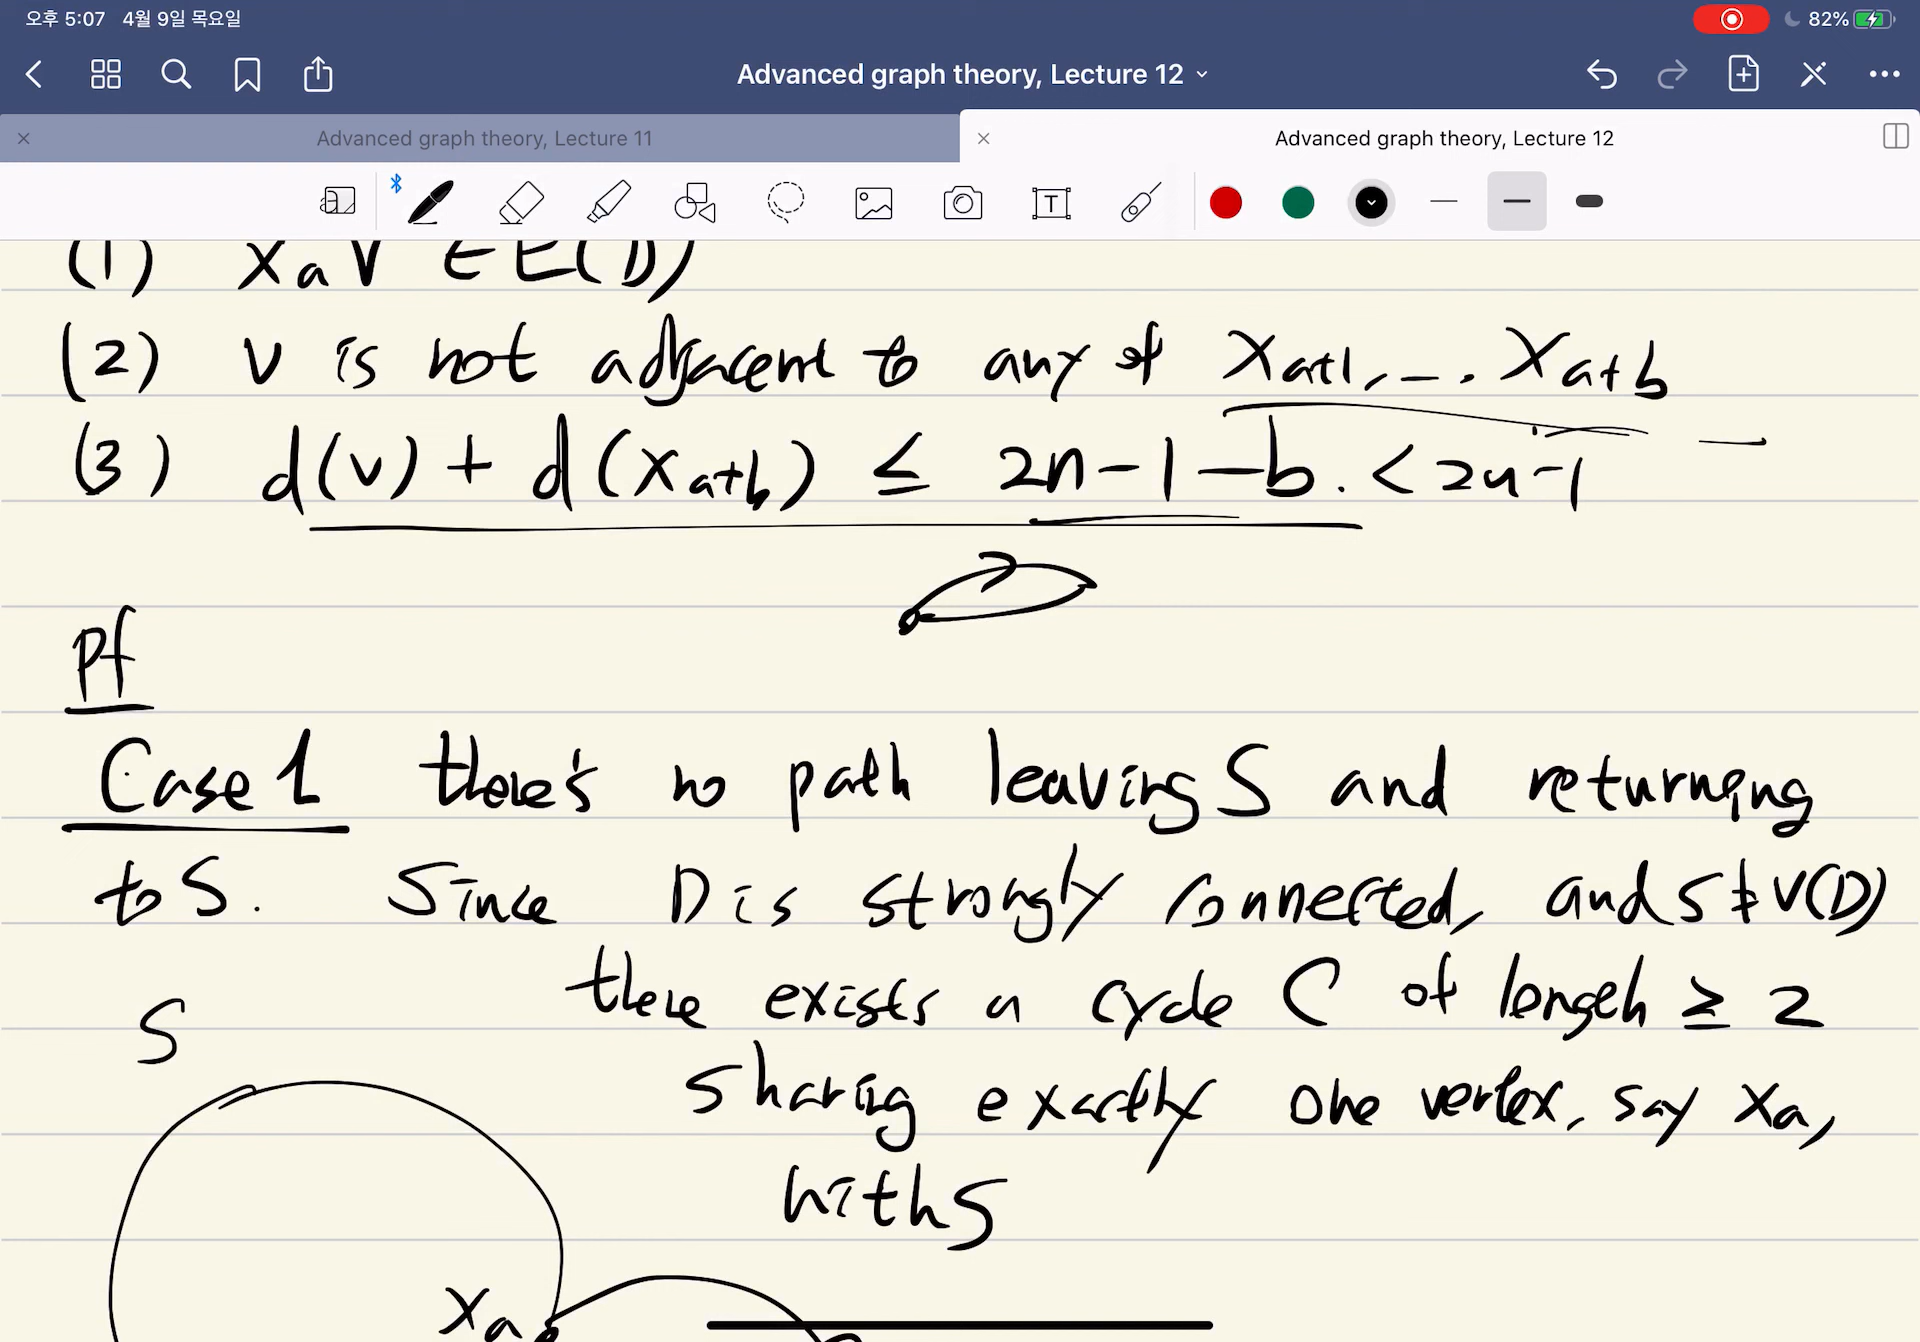 오후 5:07 4월 9일 목요일
82%
Advanced graph theory, Lecture 12
Advanced graph theory, Lecture 11
Advanced graph theory, Lecture 12
(1) xₐv ∈ E(D)
(2) v is not adjacent to any of xₐ₊₁, ..., xₐ₊b
(3) d(v) + d(xₐ₊b) ≤ 2n-1-b. < 2n-1
pf
Case 1 there's no path leaving S and returning
to S. Since D is strongly connected, and S ≠ V(D)
there exists a cycle C of length ≥ 2
S
sharing exactly one vertex, say xₐ,
with S
xₐ